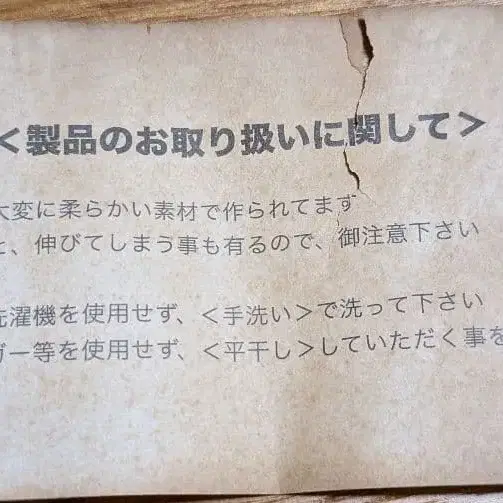 <製品のお取り扱いに関して>
大変に柔らかい素材で作られてまず
と、伸びてしまう事も有るので、御注意下さい
洗濯機を使用せず、<手洗い>で洗って下さい
ガー等を使用せず、<平干し>していただく事を